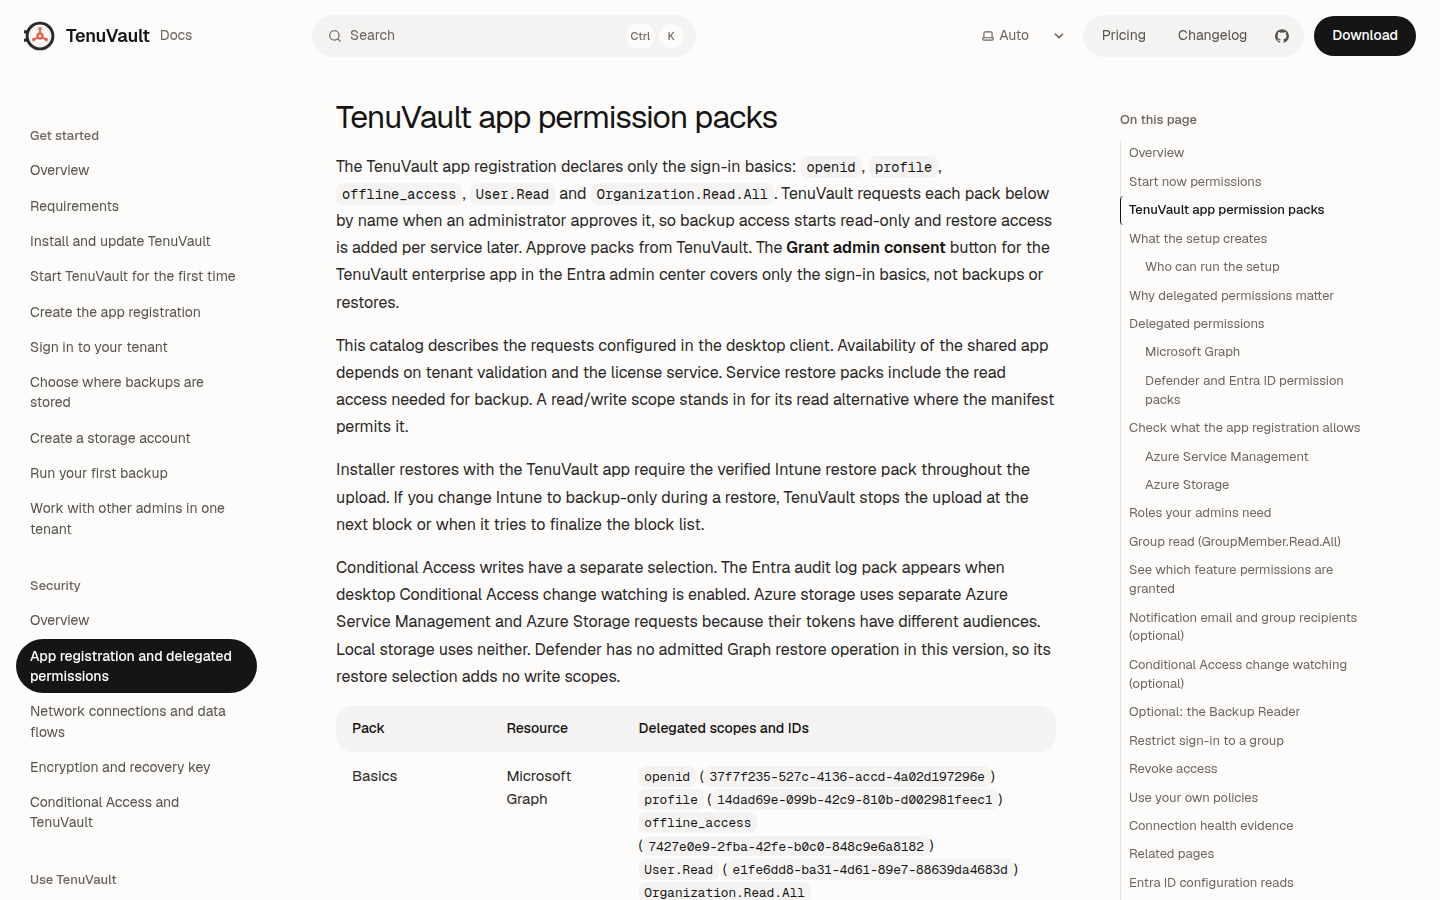 TenuVault Docs
Search
Ctrl K
Auto
Pricing
Changelog
Download
Get started
Overview
Requirements
Install and update TenuVault
Start TenuVault for the first time
Create the app registration
Sign in to your tenant
Choose where backups are
stored
Create a storage account
Run your first backup
Work with other admins in one
tenant
Security
Overview
App registration and delegated
permissions
Network connections and data
flows
Encryption and recovery key
Conditional Access and
TenuVault
Use TenuVault
TenuVault app permission packs
The TenuVault app registration declares only the sign-in basics: openid , profile ,
offline_access , User.Read and Organization.Read.All . TenuVault requests each pack below
by name when an administrator approves it, so backup access starts read-only and restore access
is added per service later. Approve packs from TenuVault. The Grant admin consent button for the
TenuVault enterprise app in the Entra admin center covers only the sign-in basics, not backups or
restores.
This catalog describes the requests configured in the desktop client. Availability of the shared app
depends on tenant validation and the license service. Service restore packs include the read
access needed for backup. A read/write scope stands in for its read alternative where the manifest
permits it.
Installer restores with the TenuVault app require the verified Intune restore pack throughout the
upload. If you change Intune to backup-only during a restore, TenuVault stops the upload at the
next block or when it tries to finalize the block list.
Conditional Access writes have a separate selection. The Entra audit log pack appears when
desktop Conditional Access change watching is enabled. Azure storage uses separate Azure
Service Management and Azure Storage requests because their tokens have different audiences.
Local storage uses neither. Defender has no admitted Graph restore operation in this version, so its
restore selection adds no write scopes.
Pack Resource Delegated scopes and IDs
Basics Microsoft
Graph
openid ( 37f7f235-527c-4136-accd-4a02d197296e )
profile ( 14dad69e-099b-42c9-810b-d002981feec1 )
offline_access
( 7427e0e9-2fba-42fe-b0c0-848c9e6a8182 )
User.Read ( e1fe6dd8-ba31-4d61-89e7-88639da4683d )
Organization.Read.All
On this page
Overview
Start now permissions
TenuVault app permission packs
What the setup creates
Who can run the setup
Why delegated permissions matter
Delegated permissions
Microsoft Graph
Defender and Entra ID permission
packs
Check what the app registration allows
Azure Service Management
Azure Storage
Roles your admins need
Group read (GroupMember.Read.All)
See which feature permissions are
granted
Notification email and group recipients
(optional)
Conditional Access change watching
(optional)
Optional: the Backup Reader
Restrict sign-in to a group
Revoke access
Use your own policies
Connection health evidence
Related pages
Entra ID configuration reads